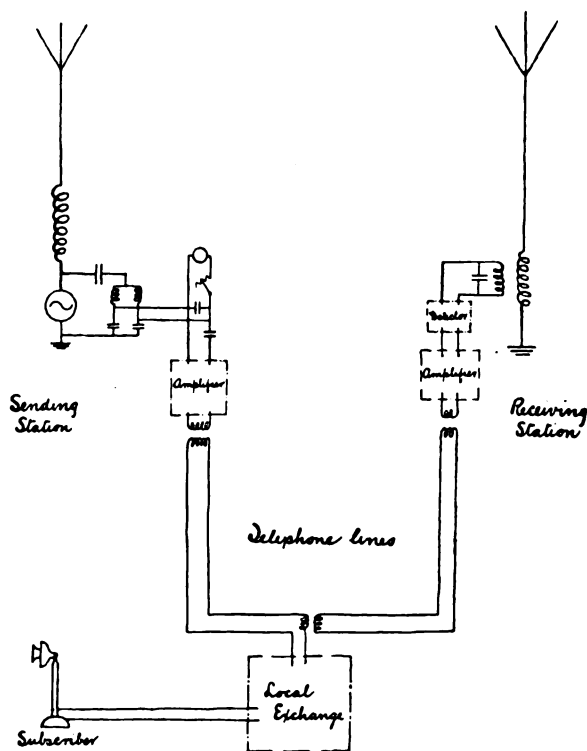 Detector
Amplifier
Amplifier
Sending
Station
Receiving
Station
Telephone lines
Local
Exchange
Subscriber